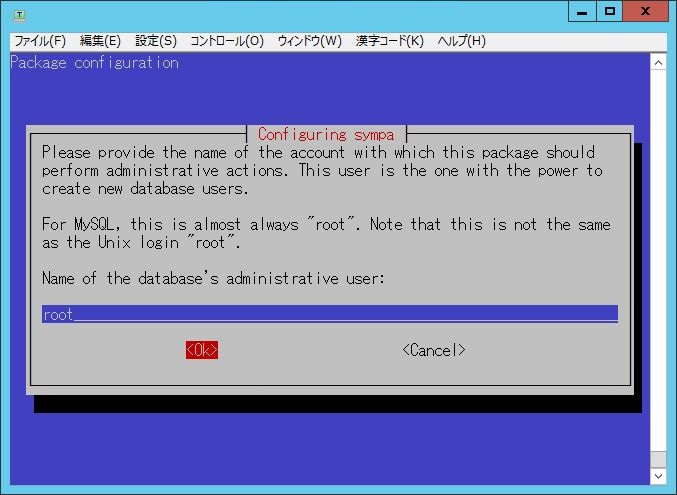 ファイル(F) 編集(E) 設定(S) コントロール(O) ウィンドウ(W) 漢字コード(K) ヘルプ(H)
Package configuration
Configuring sympa
Please provide the name of the account with which this package should
perform administrative actions. This user is the one with the power to
create new database users.
For MySQL, this is almost always "root". Note that this is not the same
as the Unix login "root".
Name of the database's administrative user:
root
<Ok> <Cancel>